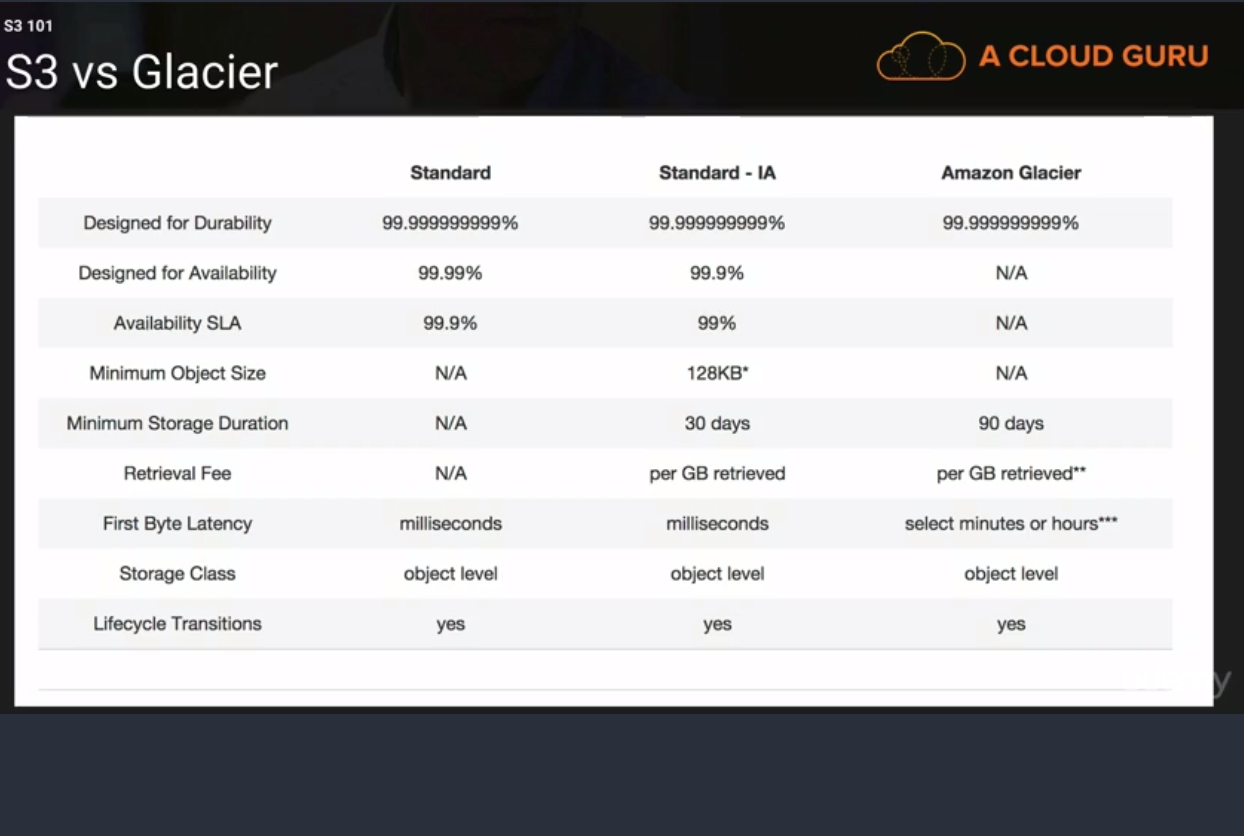 S3 101
S3 vs Glacier
A CLOUD GURU
Standard Standard - IA Amazon Glacier
Designed for Durability 99.999999999% 99.999999999% 99.999999999%
Designed for Availability 99.99% 99.9% N/A
Availability SLA 99.9% 99% N/A
Minimum Object Size N/A 128KB* N/A
Minimum Storage Duration N/A 30 days 90 days
Retrieval Fee N/A per GB retrieved per GB retrieved**
First Byte Latency milliseconds milliseconds select minutes or hours***
Storage Class object level object level object level
Lifecycle Transitions yes yes yes